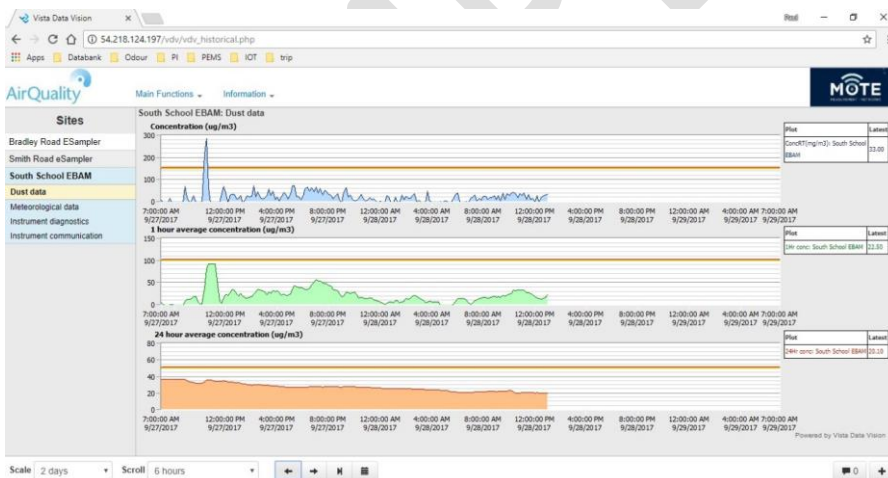 Vista Data Vision
54.218.124.197/vdv/vdv_historical.php
Apps Databank Odour PI PEMS IOT trip
AirQuality
Main Functions
Information
MOTE
Sites
Bradley Road ESampler
Smith Road eSampler
South School EBAM
Dust data
Meteorological data
Instrument diagnostics
Instrument communication
South School EBAM: Dust data
Concentration (ug/m3)
300
200
100
0
7:00:00 AM 12:00:00 PM 4:00:00 PM 8:00:00 PM 12:00:00 AM 4:00:00 AM 8:00:00 AM 12:00:00 PM 4:00:00 PM 8:00:00 PM 12:00:00 AM 4:00:00 AM 7:00:00 AM
9/27/2017 9/27/2017 9/27/2017 9/27/2017 9/28/2017 9/28/2017 9/28/2017 9/28/2017 9/28/2017 9/28/2017 9/29/2017 9/29/2017 9/29/2017
Plot Latest
ConcRT(mg/m3): South School EBAM 33.00
1 hour average concentration (ug/m3)
150
100
50
0
7:00:00 AM 12:00:00 PM 4:00:00 PM 8:00:00 PM 12:00:00 AM 4:00:00 AM 8:00:00 AM 12:00:00 PM 4:00:00 PM 8:00:00 PM 12:00:00 AM 4:00:00 AM 7:00:00 AM
9/27/2017 9/27/2017 9/27/2017 9/27/2017 9/28/2017 9/28/2017 9/28/2017 9/28/2017 9/28/2017 9/28/2017 9/29/2017 9/29/2017 9/29/2017
Plot Latest
1Hr conc: South School EBAM 22.50
24 hour average concentration (ug/m3)
80
60
40
20
0
7:00:00 AM 12:00:00 PM 4:00:00 PM 8:00:00 PM 12:00:00 AM 4:00:00 AM 8:00:00 AM 12:00:00 PM 4:00:00 PM 8:00:00 PM 12:00:00 AM 4:00:00 AM 7:00:00 AM
9/27/2017 9/27/2017 9/27/2017 9/27/2017 9/28/2017 9/28/2017 9/28/2017 9/28/2017 9/28/2017 9/28/2017 9/29/2017 9/29/2017 9/29/2017
Plot Latest
24Hr conc: South School EBAM 20.10
Powered by Vista Data Vision
Scale 2 days Scroll 6 hours
0